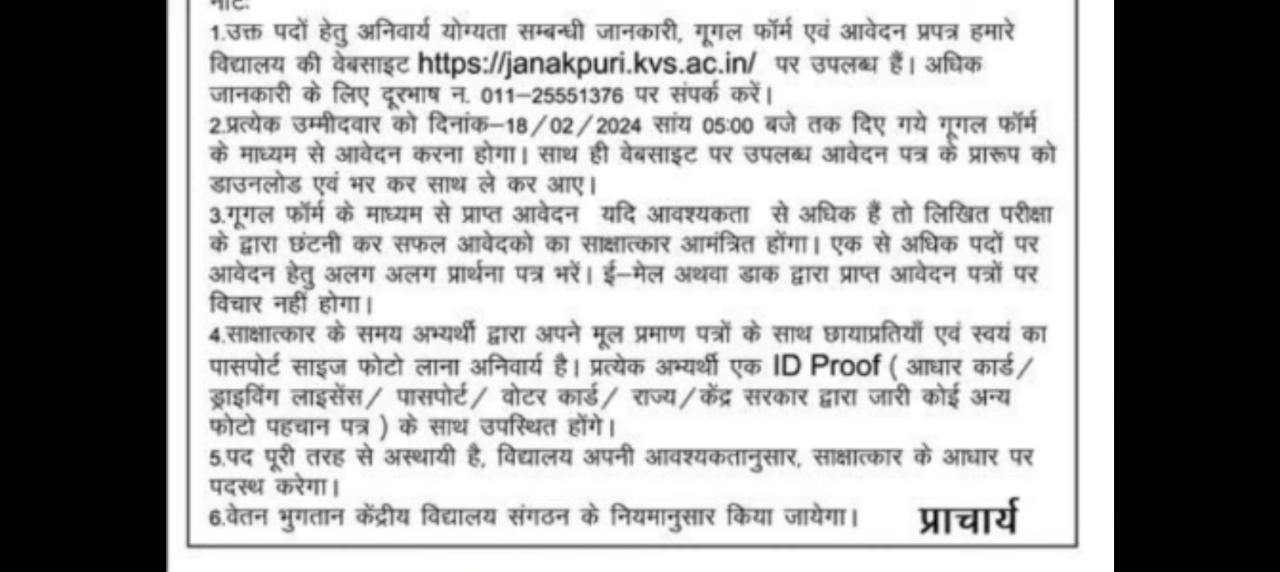 नोट:
1.उक्त पदों हेतु अनिवार्य योग्यता सम्बन्धी जानकारी, गूगल फॉर्म एवं आवेदन प्रपत्र हमारे
विद्यालय की वेबसाइट https://janakpuri.kvs.ac.in/ पर उपलब्ध हैं। अधिक
जानकारी के लिए दूरभाष न. 011–25551376 पर संपर्क करें।
2.प्रत्येक उम्मीदवार को दिनांक–18/02/2024 सांय 05:00 बजे तक दिए गये गूगल फॉर्म
के माध्यम से आवेदन करना होगा। साथ ही वेबसाइट पर उपलब्ध आवेदन पत्र के प्रारूप को
डाउनलोड एवं भर कर साथ ले कर आए।
3.गूगल फॉर्म के माध्यम से प्राप्त आवेदन यदि आवश्यकता से अधिक हैं तो लिखित परीक्षा
के द्वारा छंटनी कर सफल आवेदको का साक्षात्कार आमंत्रित होंगा। एक से अधिक पदों पर
आवेदन हेतु अलग अलग प्रार्थना पत्र भरें। ई–मेल अथवा डाक द्वारा प्राप्त आवेदन पत्रों पर
विचार नहीं होगा।
4.साक्षात्कार के समय अभ्यर्थी द्वारा अपने मूल प्रमाण पत्रों के साथ छायाप्रतियाँ एवं स्वयं का
पासपोर्ट साइज फोटो लाना अनिवार्य है। प्रत्येक अभ्यर्थी एक ID Proof ( आधार कार्ड/
ड्राइविंग लाइसेंस/ पासपोर्ट/ वोटर कार्ड/ राज्य/केंद्र सरकार द्वारा जारी कोई अन्य
फोटो पहचान पत्र ) के साथ उपस्थित होंगे।
5.पद पूरी तरह से अस्थायी है, विद्यालय अपनी आवश्यकतानुसार, साक्षात्कार के आधार पर
पदस्थ करेगा।
6.वेतन भुगतान केंद्रीय विद्यालय संगठन के नियमानुसार किया जायेगा। प्राचार्य